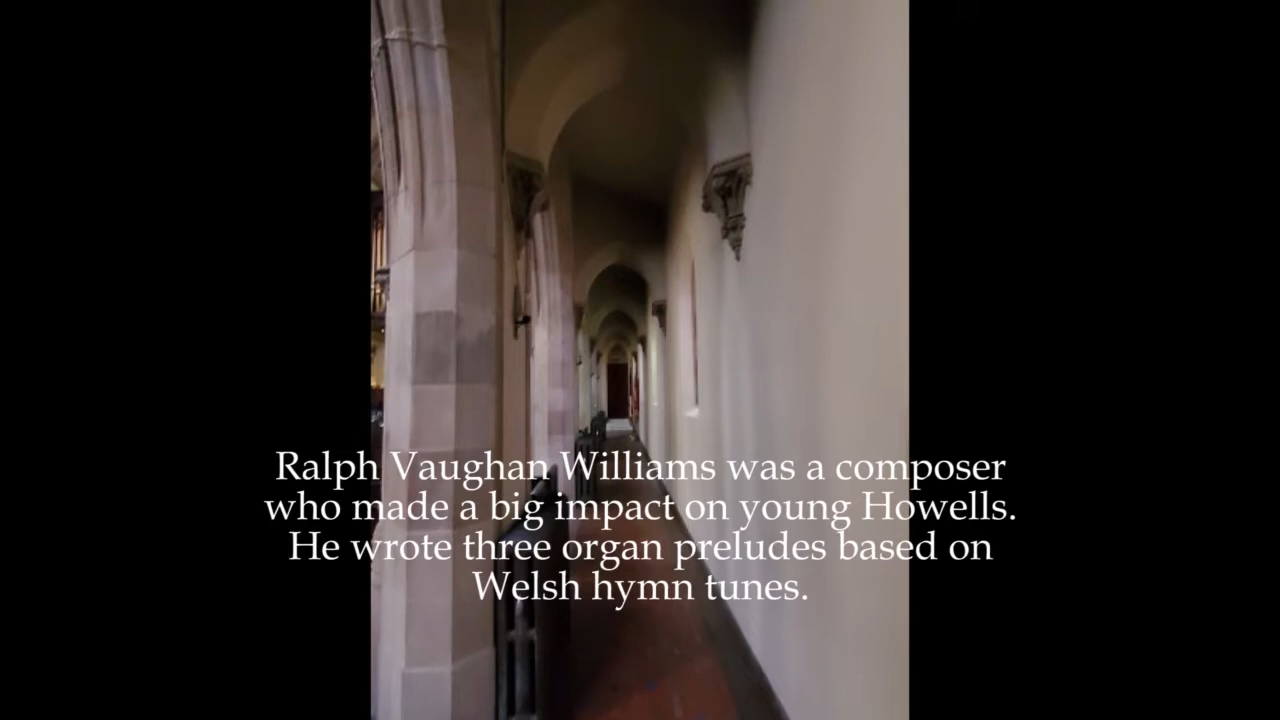 Ralph Vaughan Williams was a composer
who made a big impact on young Howells.
He wrote three organ preludes based on
Welsh hymn tunes.